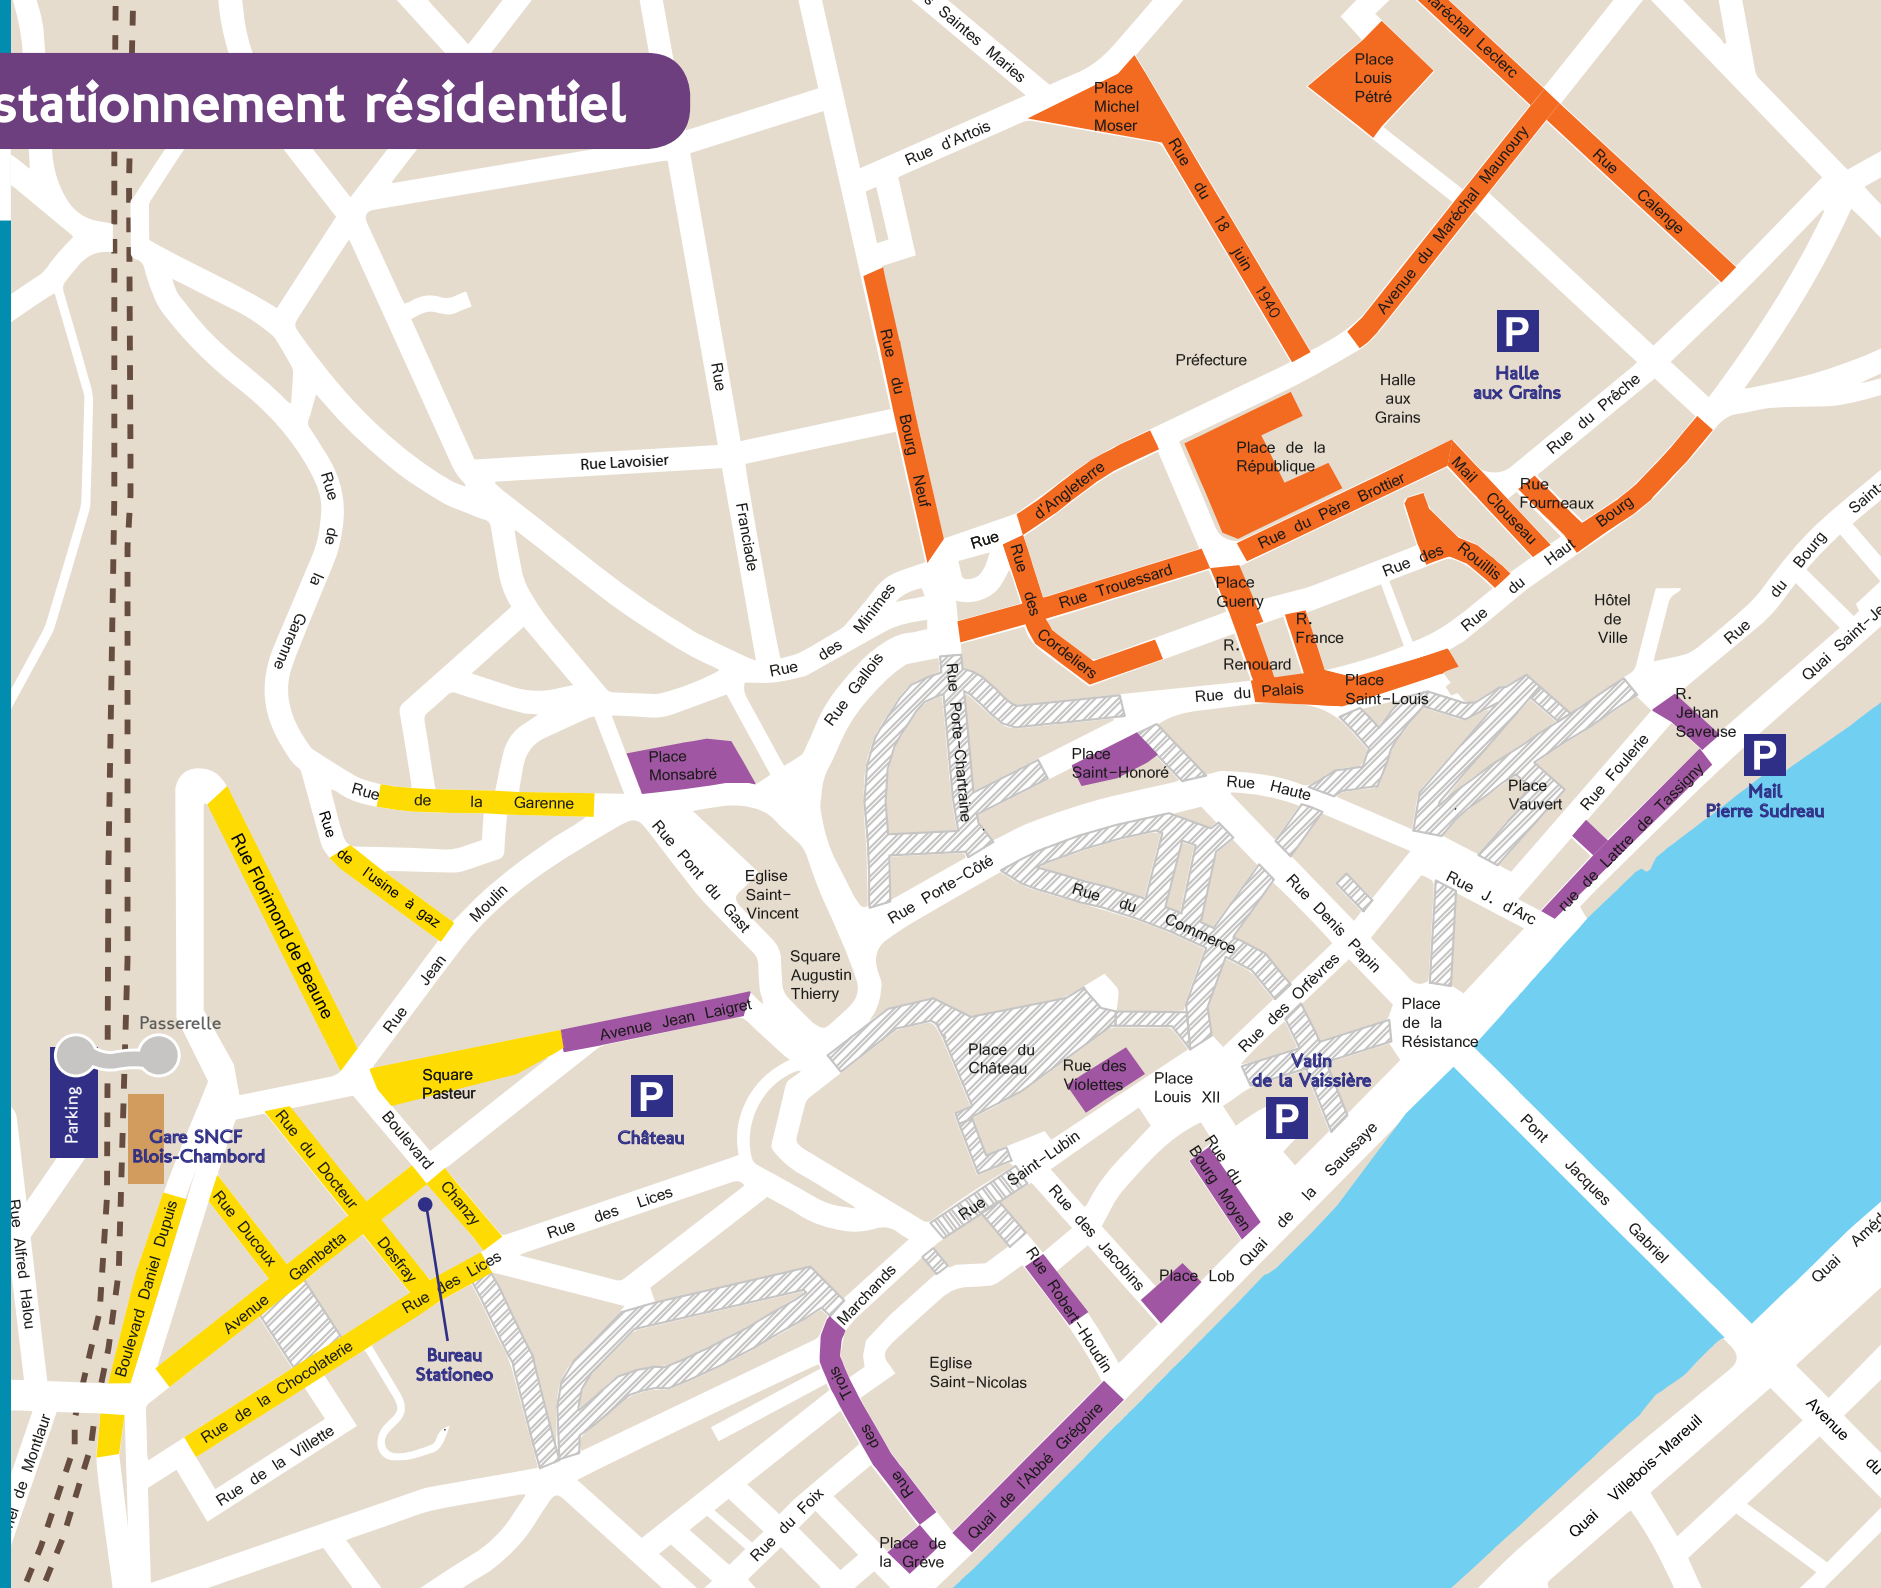 stationnement résidentiel
s Saintes Maries
Rue d'Artois
Place
Michel
Moser
Place
Louis
Pétré
aréchal Leclerc
Rue Calenge
Avenue du Maréchal Maunoury
Rue du 18 juin 1940
Préfecture
Halle
aux
Grains
P
Halle
aux Grains
Rue du Prêche
Rue du Bourg Neuf
Rue Franciade
Rue Lavoisier
Rue de la Garenne
Rue d'Angleterre
Place de la
République
Rue du Père Brottier
Mail Clouseau
Rue
Fourneaux
Rue du Haut Bourg
Rue des Rouillis
Rue Trouessard
Rue des Cordeliers
Place
Guerry
R.
France
R.
Renouard
Rue du Palais
Place
Saint-Louis
Hôtel
de
Ville
Rue du Bourg Saint-
Quai Saint-Je
Rue des Minimes
Rue Gallois
Rue Porte-Chartraine
Place
Monsabré
Place
Saint-Honoré
Rue Haute
Place
Vauvert
Rue Foulerie
R.
Jehan
Saveuse
P
Mail
Pierre Sudreau
rue de Lattre de Tassigny
Rue de la Garenne
Rue de l'usine à gaz
Rue Florimond de Beaune
Rue Jean Moulin
Rue Pont du Gast
Eglise
Saint-
Vincent
Square
Augustin
Thierry
Rue Porte-Côté
Rue du Commerce
Rue Denis Papin
Rue J. d'Arc
Rue des Orfèvres
Place
de la
Résistance
Passerelle
Parking
Gare SNCF
Blois-Chambord
Avenue Jean Laigret
Square
Pasteur
P
Château
Place du
Château
Rue des
Violettes
Place
Louis XII
Valin
de la Vaissière
P
Rue du
Bourg Moyen
Quai de la Saussaye
Pont Jacques Gabriel
Quai Améd
Boulevard Chanzy
Rue du Docteur Desfray
Rue Ducoux
Avenue Gambetta
Rue des Lices
Rue des Lices
Boulevard Daniel Dupuis
Rue Alfred Halou
Rue de la Chocolaterie
Rue de la Villette
Bureau
Stationeo
Rue Saint-Lubin
Rue des Jacobins
Place Lob
Rue Robert-Houdin
Marchands
Rue des Trois
Eglise
Saint-Nicolas
Quai de l'Abbé Grégoire
Rue du Foix
Place de
la Grève
Quai Villebois-Mareuil
Avenue du
de Montlaur